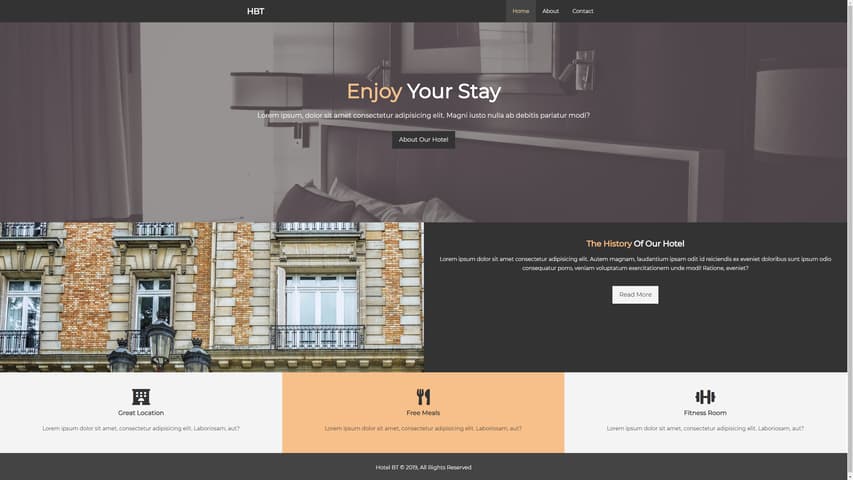 HBT
Home
About
Contact
Enjoy Your Stay
Lorem ipsum, dolor sit amet consectetur adipisicing elit. Magni iusto nulla ab debitis pariatur modi?
About Our Hotel
The History Of Our Hotel
Lorem ipsum dolor sit amet consectetur adipisicing elit. Autem magnam, laudantium ipsam odit id reiciendis ex eveniet doloribus sunt ipsum odio
consequatur porro, veniam voluptatum exercitationem unde modi! Ratione, eveniet?
Read More
Great Location
Lorem ipsum dolor sit amet, consectetur adipisicing elit. Laboriosam, aut?
Free Meals
Lorem ipsum dolor sit amet, consectetur adipisicing elit. Laboriosam, aut?
Fitness Room
Lorem ipsum dolor sit amet, consectetur adipisicing elit. Laboriosam, aut?
Hotel BT © 2019, All Rights Reserved